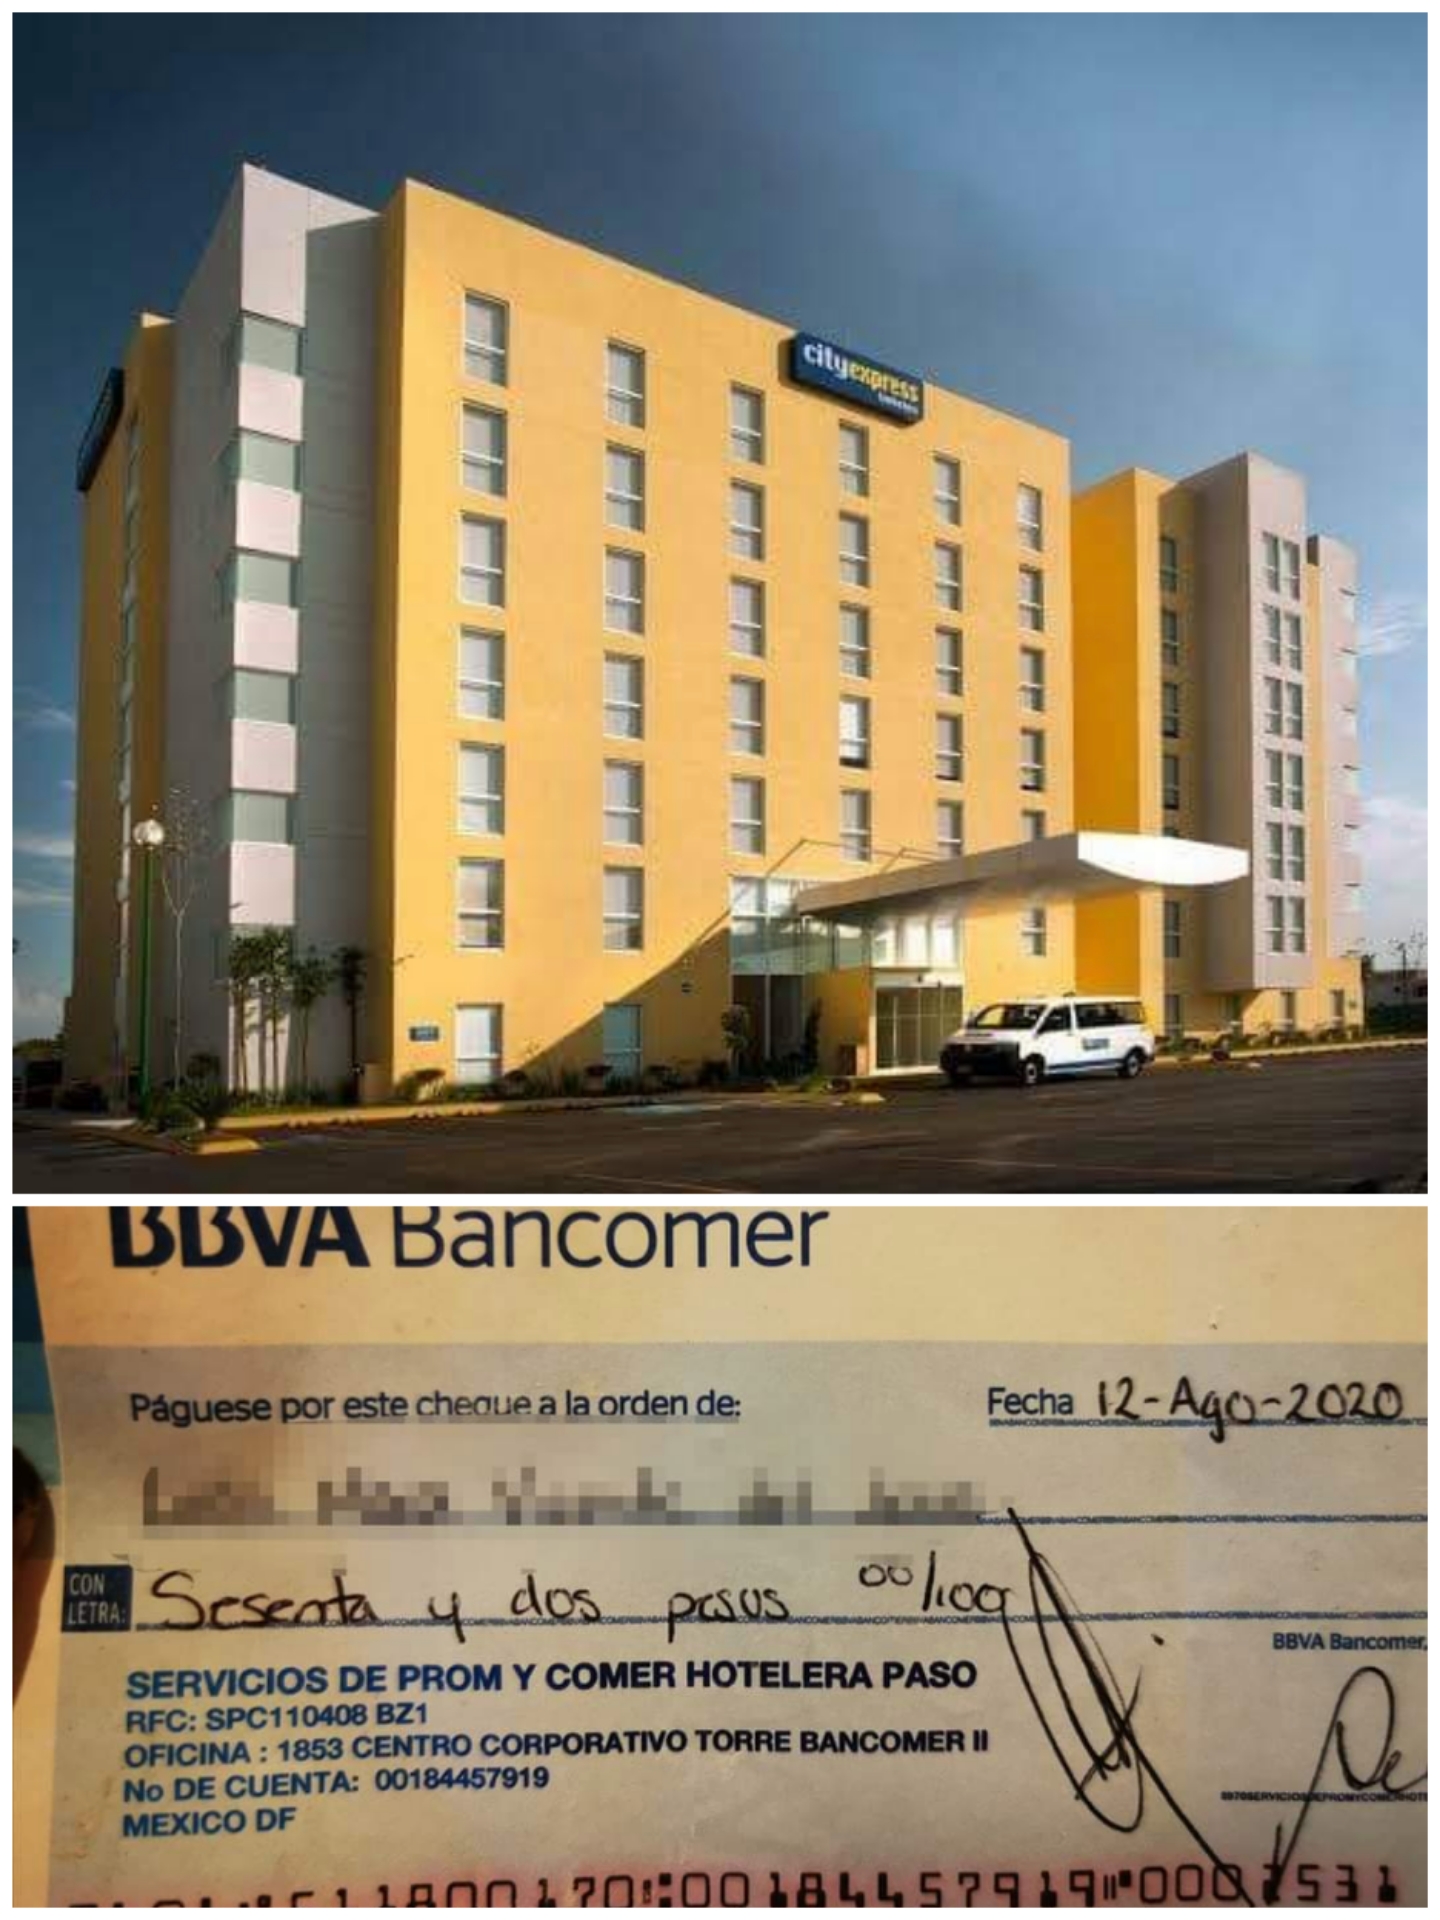 cityexpress
hoteles
BBVA Bancomer
Páguese por este cheque a la orden de:
Fecha 12-Ago-2020
CON LETRA: Sesenta y dos pesos 00/100
BBVA Bancomer,
SERVICIOS DE PROM Y COMER HOTELERA PASO
RFC: SPC110408 BZ1
OFICINA : 1853 CENTRO CORPORATIVO TORRE BANCOMER II
No DE CUENTA: 00184457919
MEXICO DF